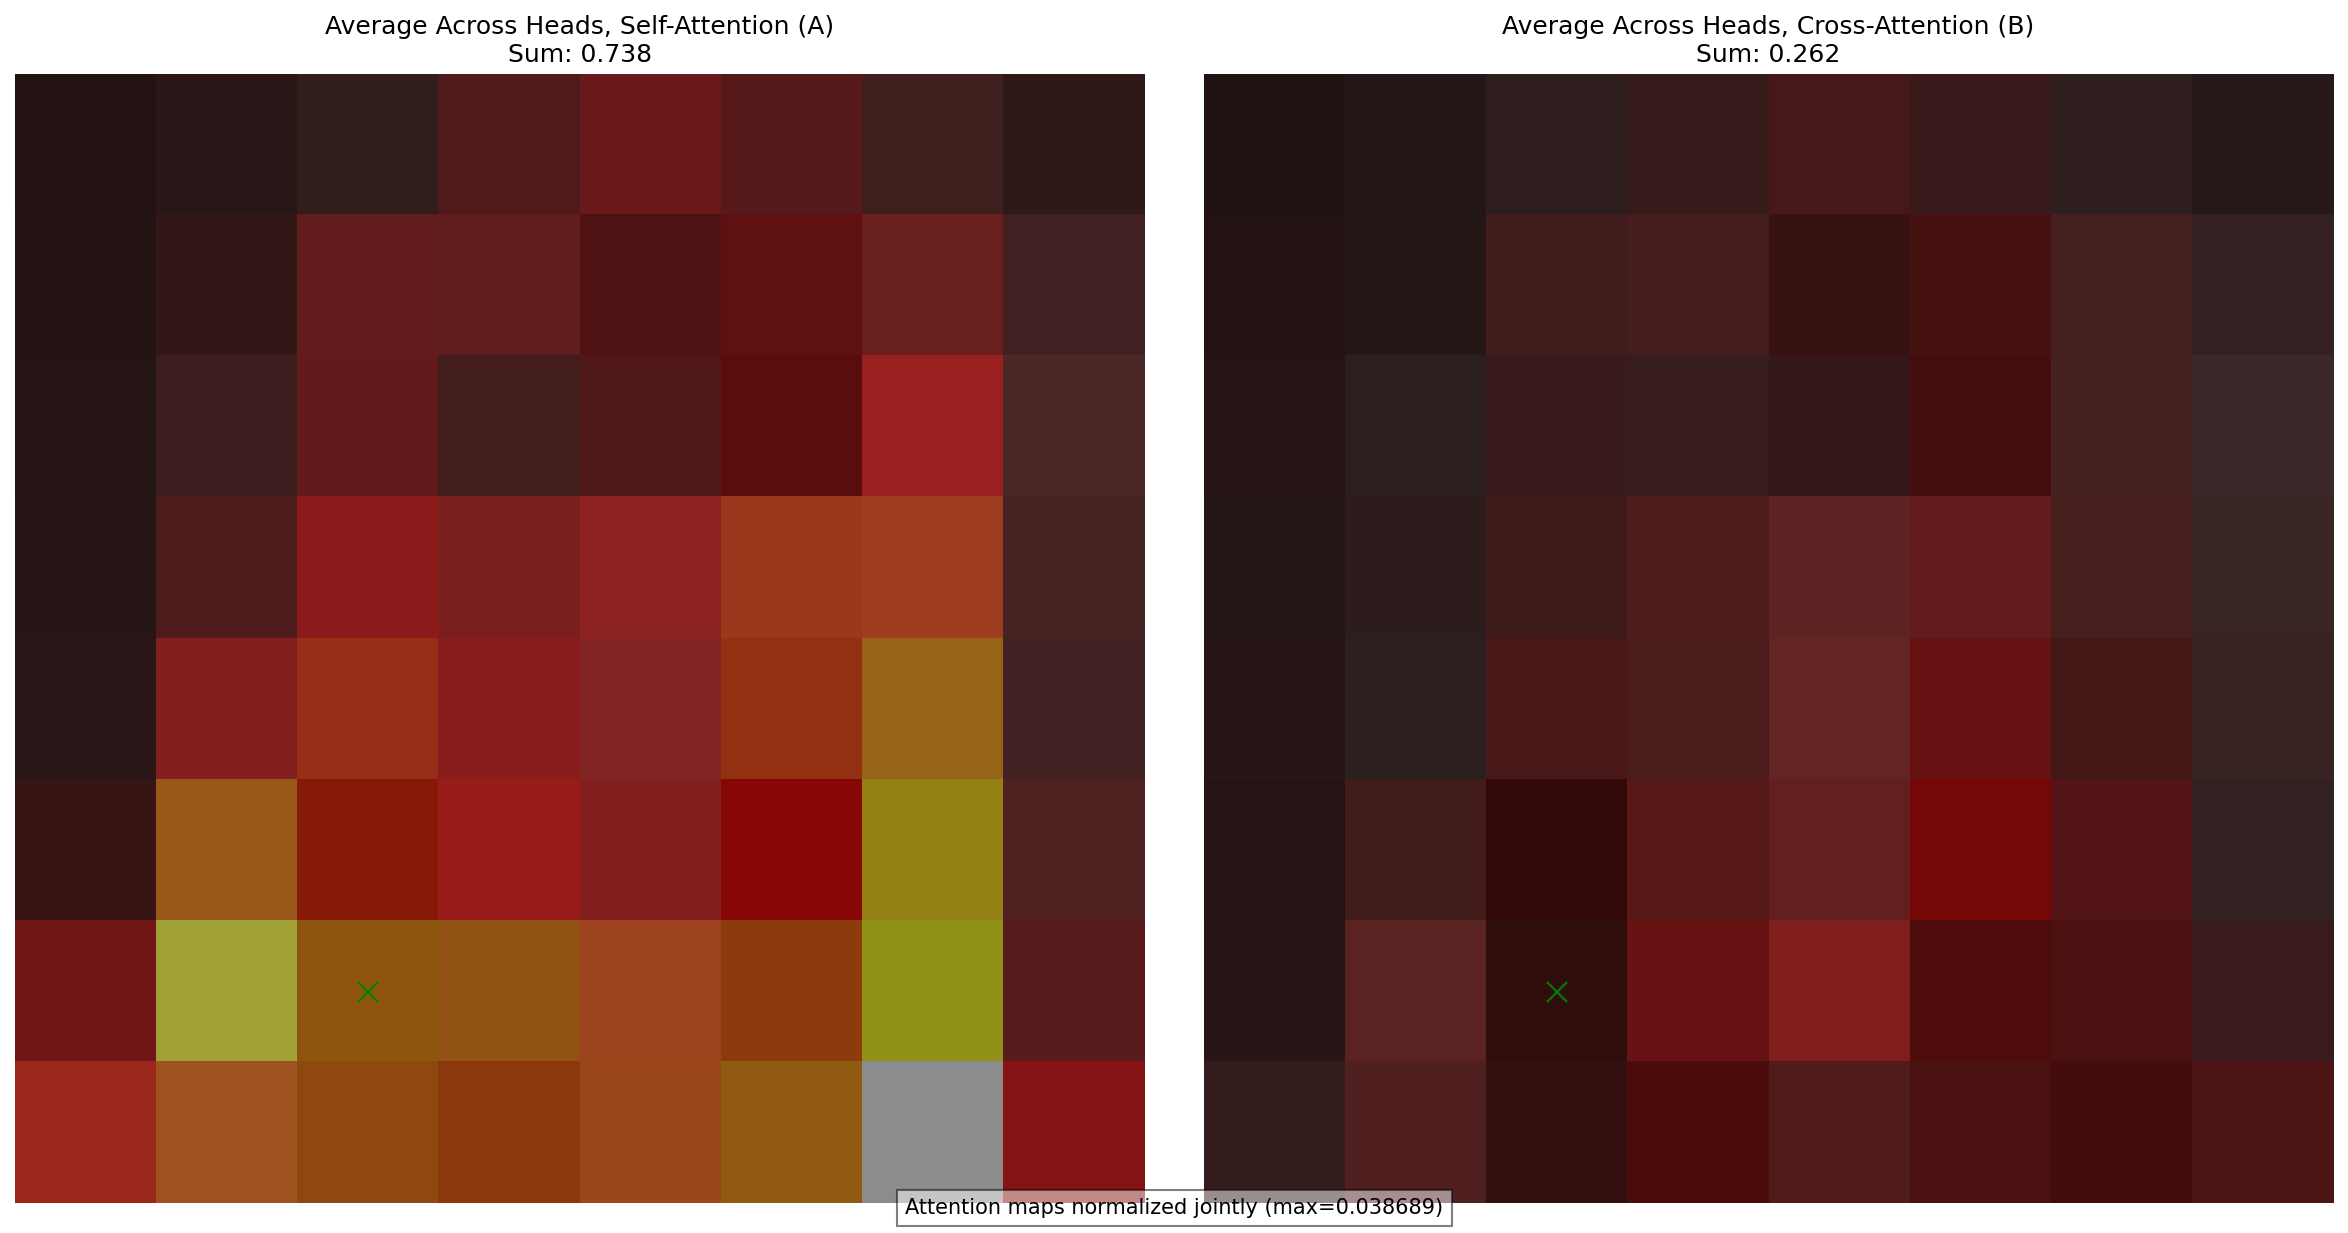 Average Across Heads, Self-Attention (A)
Sum: 0.738
Average Across Heads, Cross-Attention (B)
Sum: 0.262
Attention maps normalized jointly (max=0.038689)